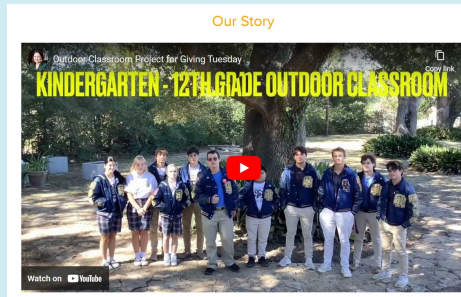 Our Story
Outdoor Classroom Project for Giving Tuesday
Copy link
KINDERGARTEN - 12TH GRADE OUTDOOR CLASSROOM
Watch on YouTube